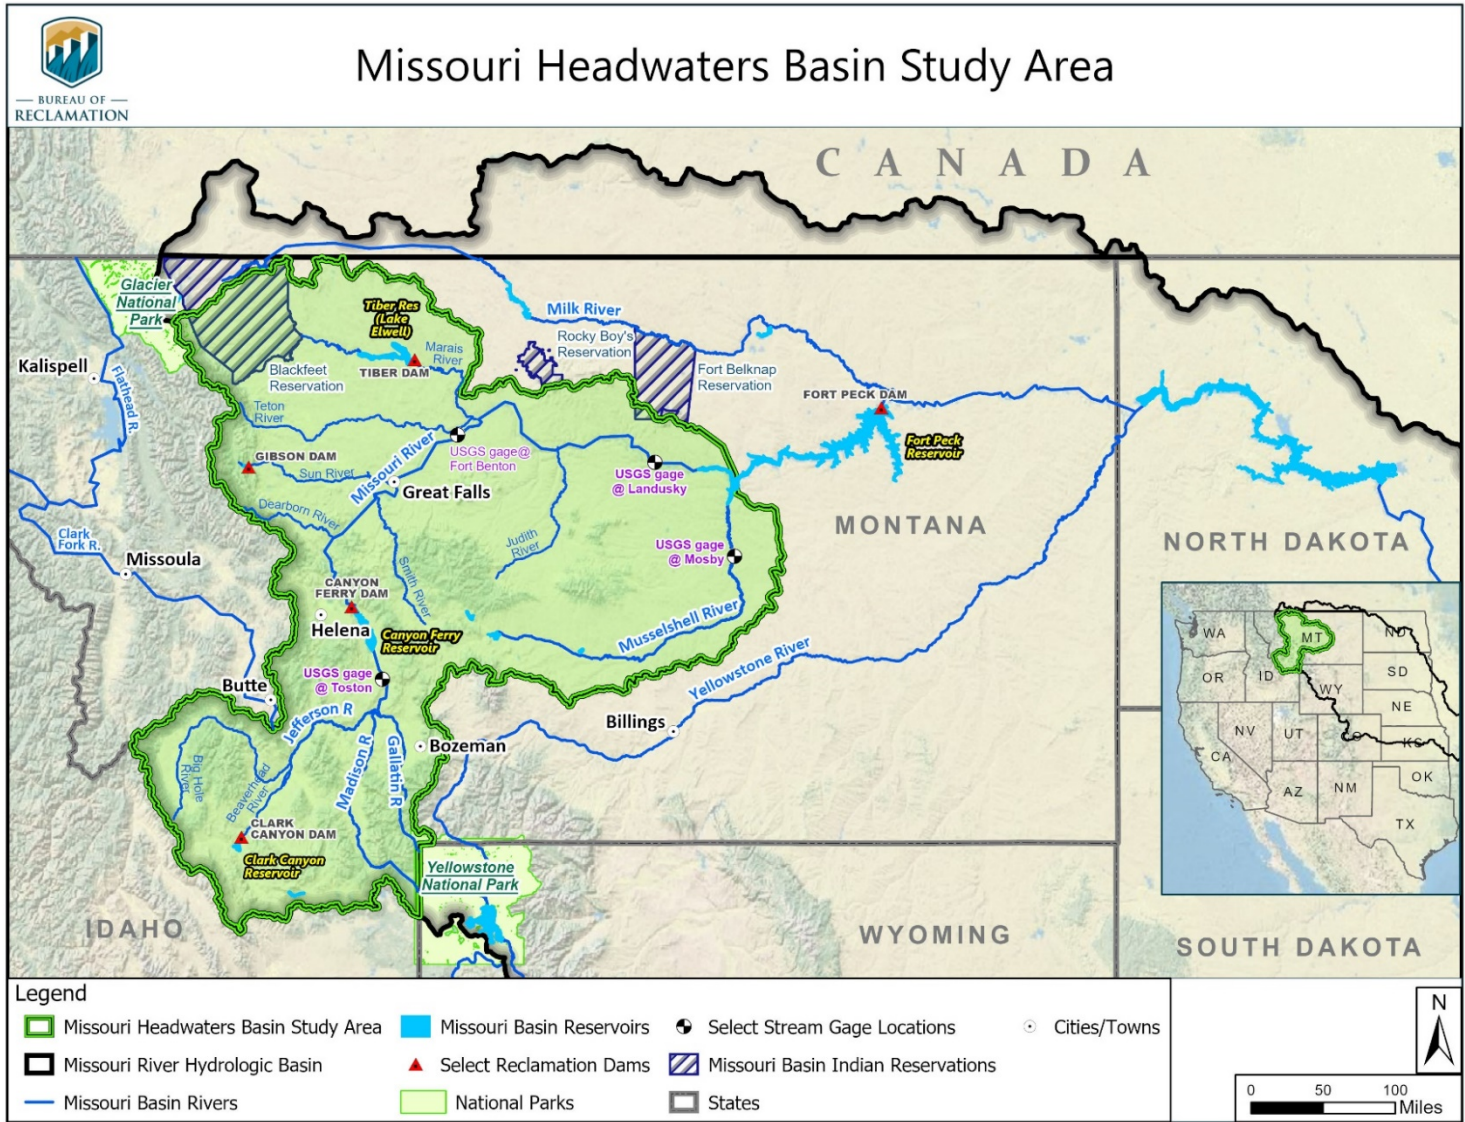 BUREAU OF
RECLAMATION
Missouri Headwaters Basin Study Area
CANADA
Glacier
National
Park
Tiber Res
(Lake
Elwell)
Milk River
Rocky Boy's
Reservation
Marais
River
TIBER DAM
Blackfeet
Reservation
Fort Belknap
Reservation
Kalispell
Flathead R.
FORT PECK DAM
Fort Peck
Reservoir
Teton
River
Missouri River
USGS gage@
Fort Benton
GIBSON DAM
Sun River
Great Falls
USGS gage
@ Landusky
Dearborn River
MONTANA
NORTH DAKOTA
Clark
Fork R.
Missoula
Judith
River
USGS gage
@ Mosby
Smith River
CANYON
FERRY DAM
Helena
Canyon Ferry
Reservoir
Musselshell River
Yellowstone River
USGS gage
@ Toston
Butte
Jefferson R
Billings
Bozeman
Madison R
Gallatin R
Big Hole
River
Beaverhead
River
CLARK
CANYON DAM
Clark Canyon
Reservoir
Yellowstone
National Park
IDAHO
WYOMING
SOUTH DAKOTA
WA
MT
ND
OR
ID
SD
WY
NE
NV
UT
KS
CA
OK
AZ
NM
TX
Legend
Missouri Headwaters Basin Study Area
Missouri Basin Reservoirs
Select Stream Gage Locations
Cities/Towns
Missouri River Hydrologic Basin
Select Reclamation Dams
Missouri Basin Indian Reservations
Missouri Basin Rivers
National Parks
States
N
0 50 100
Miles